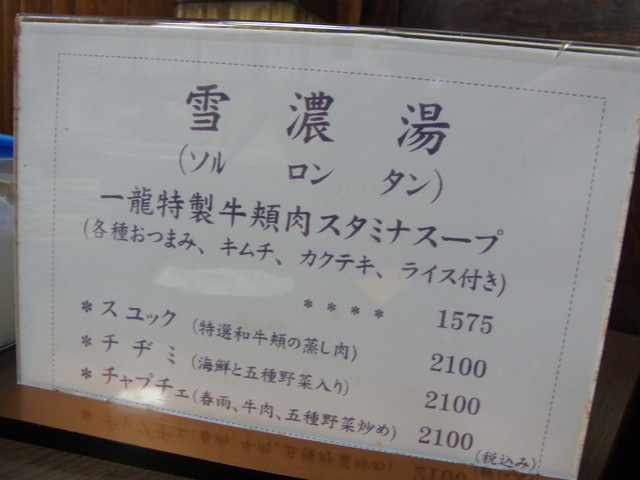 雪濃湯
(ソル ロン タン)
一龍特製牛頬肉スタミナスープ
(各種おつまみ、キムチ、カクテキ、ライス付き)
**** 1575
*スユック (特選和牛頬の蒸し肉) 2100
*チヂミ (海鮮と五種野菜入り) 2100
*チャプチェ (春雨、牛肉、五種野菜炒め) 2100
(税込み)